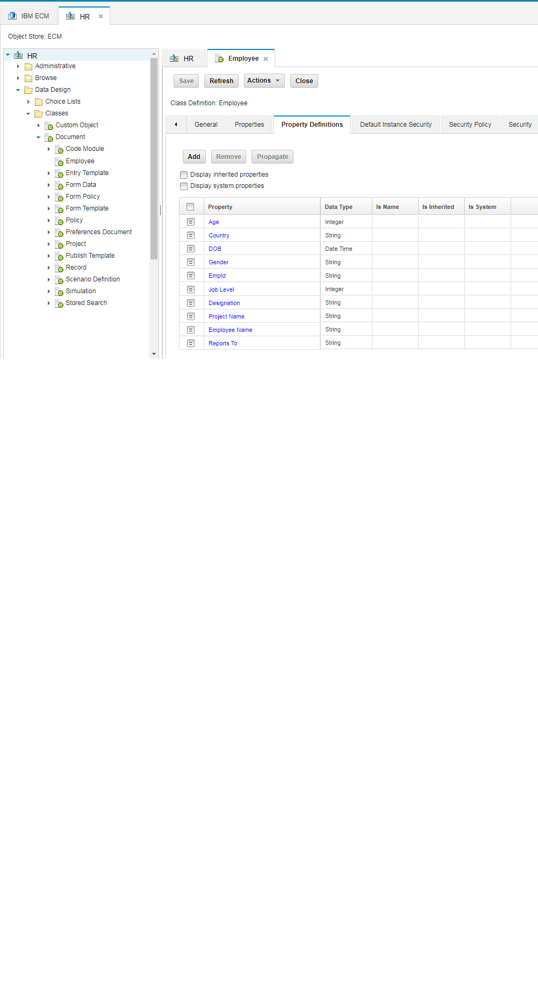 IBM ECM
HR
Object Store: ECM
HR
Administrative
Browse
Data Design
Choice Lists
Classes
Custom Object
Document
Code Module
Employee
Entry Template
Form Data
Form Policy
Form Template
Policy
Preferences Document
Project
Publish Template
Record
Scenario Definition
Simulation
Stored Search
HR Employee
Save Refresh Actions Close
Class Definition: Employee
General Properties Property Definitions Default Instance Security Security Policy Security
Add Remove Propagate
Display inherited properties
Display system properties
Property Data Type Is Name Is Inherited Is System
Age Integer
Country String
DOB Date Time
Gender String
EmpId String
Job Level Integer
Designation String
Project Name String
Employee Name String
Reports To String